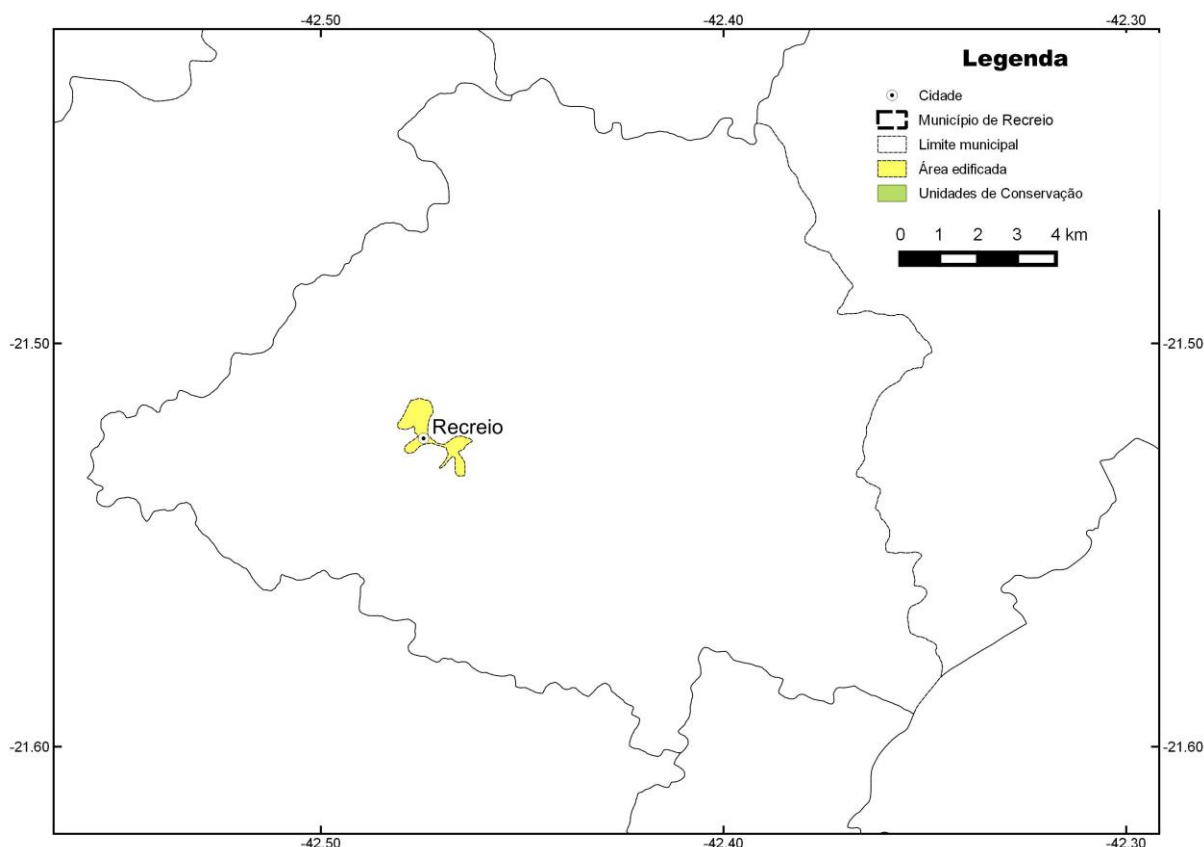 -42.50
-42.40
-42.30
Legenda
Cidade
Município de Recreio
Limite municipal
Área edificada
Unidades de Conservação
0 1 2 3 4 km
-21.50
-21.50
Recreio
-21.60
-21.60
-42.50
-42.40
-42.30